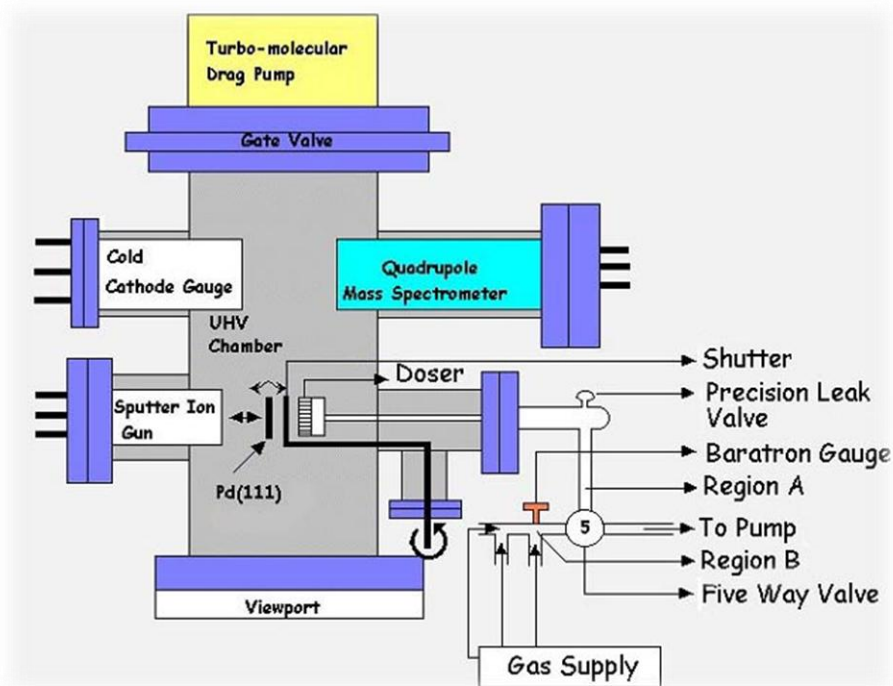 Turbo-molecular
Drag Pump
Gate Valve
Cold
Cathode Gauge
Quadrupole
Mass Spectrometer
UHV
Chamber
Shutter
Doser
Precision Leak
Valve
Sputter Ion
Gun
Baratron Gauge
Pd(111)
Region A
5
To Pump
Region B
Five Way Valve
Viewport
Gas Supply